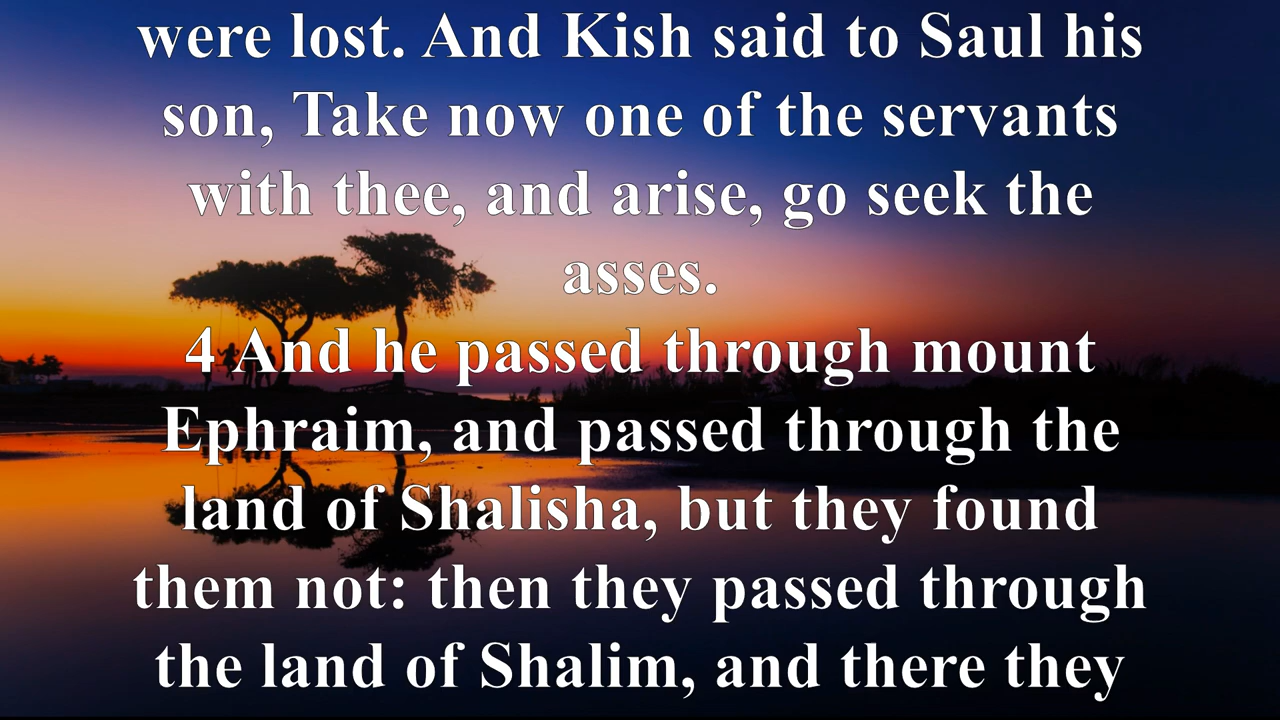 were lost. And Kish said to Saul his
son, Take now one of the servants
with thee, and arise, go seek the
asses.
4 And he passed through mount
Ephraim, and passed through the
land of Shalisha, but they found
them not: then they passed through
the land of Shalim, and there they